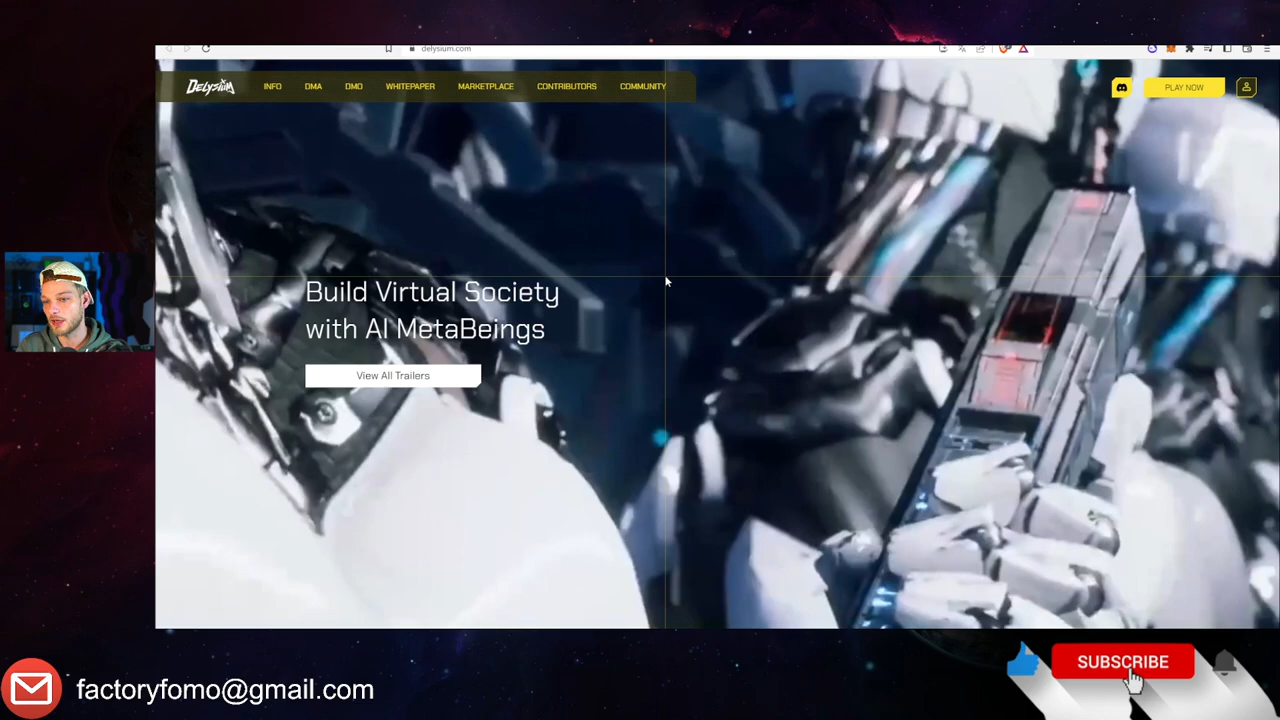 delysium.com
DELYSIUM
INFO
DMA
DMO
WHITEPAPER
MARKETPLACE
CONTRIBUTORS
COMMUNITY
PLAY NOW
Build Virtual Society
with AI MetaBeings
View All Trailers
factoryfomo@gmail.com
SUBSCRIBE